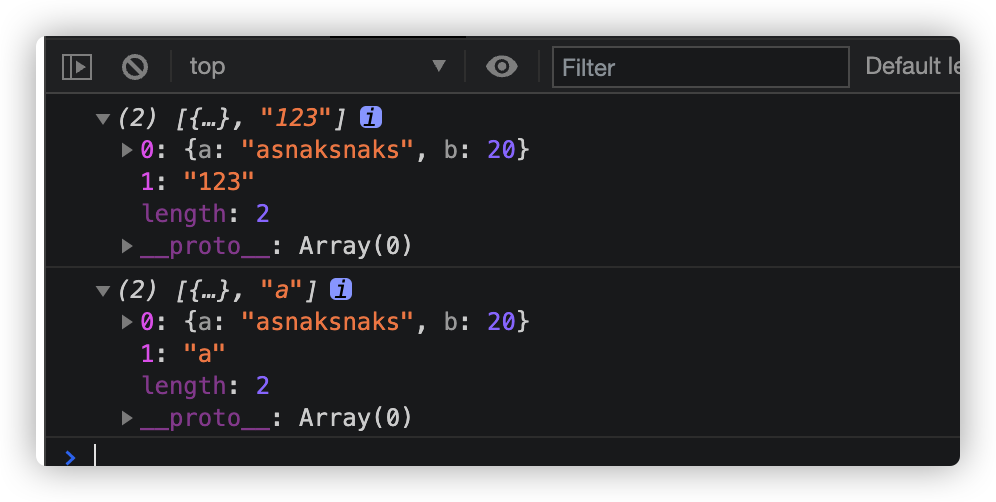 top Filter Default le
(2) [{…}, "123"] i
0: {a: "asnaksnaks", b: 20}
1: "123"
length: 2
__proto__: Array(0)
(2) [{…}, "a"] i
0: {a: "asnaksnaks", b: 20}
1: "a"
length: 2
__proto__: Array(0)
>